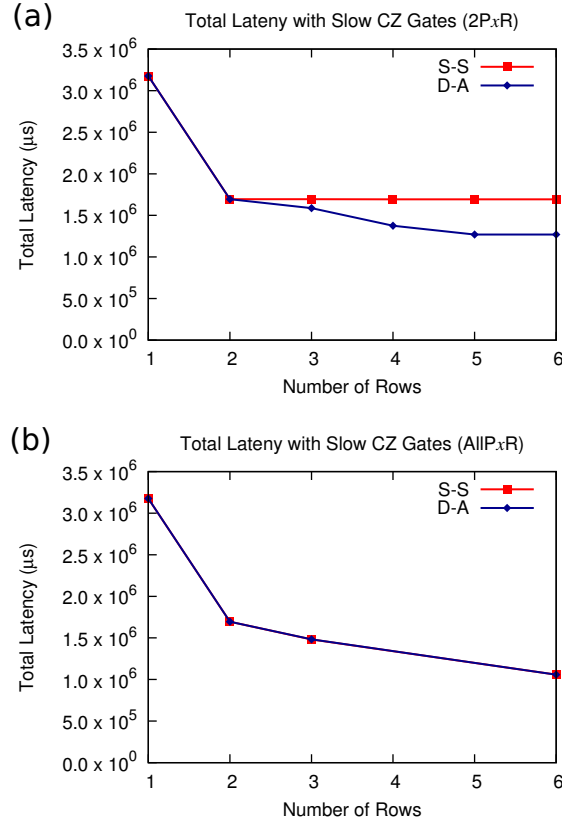 (a)
Total Lateny with Slow CZ Gates (2PxR)
3.5 x 10^6
3.0 x 10^6
2.5 x 10^6
2.0 x 10^6
1.5 x 10^6
1.0 x 10^6
5.0 x 10^5
0.0 x 10^0
Total Latency (μs)
S-S
D-A
1 2 3 4 5 6
Number of Rows
(b)
Total Lateny with Slow CZ Gates (AllPxR)
3.5 x 10^6
3.0 x 10^6
2.5 x 10^6
2.0 x 10^6
1.5 x 10^6
1.0 x 10^6
5.0 x 10^5
0.0 x 10^0
Total Latency (μs)
S-S
D-A
1 2 3 4 5 6
Number of Rows